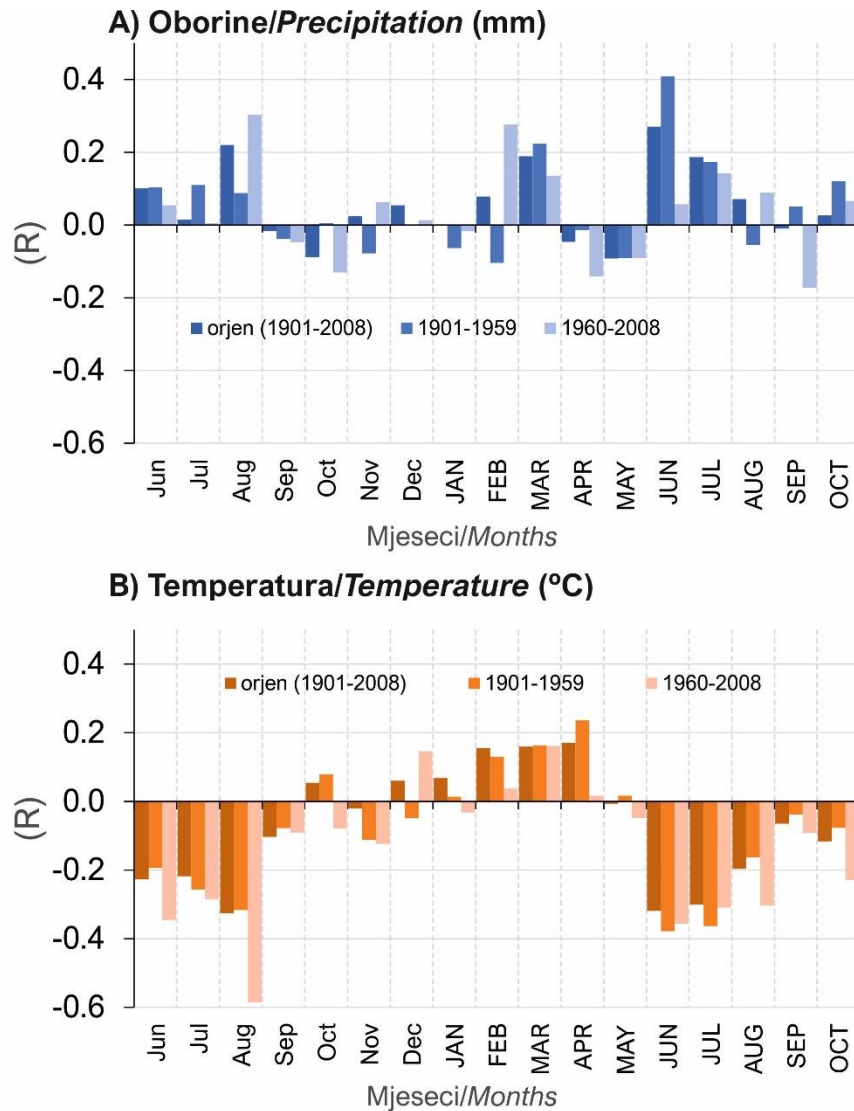 A) Oborine/Precipitation (mm)
0.4
0.2
0.0
-0.2
-0.4
-0.6
(R)
orjen (1901-2008) 1901-1959 1960-2008
Jun Jul Aug Sep Oct Nov Dec JAN FEB MAR APR MAY JUN JUL AUG SEP OCT
Mjeseci/Months
B) Temperatura/Temperature (ºC)
0.4
0.2
0.0
-0.2
-0.4
-0.6
(R)
orjen (1901-2008) 1901-1959 1960-2008
Jun Jul Aug Sep Oct Nov Dec JAN FEB MAR APR MAY JUN JUL AUG SEP OCT
Mjeseci/Months